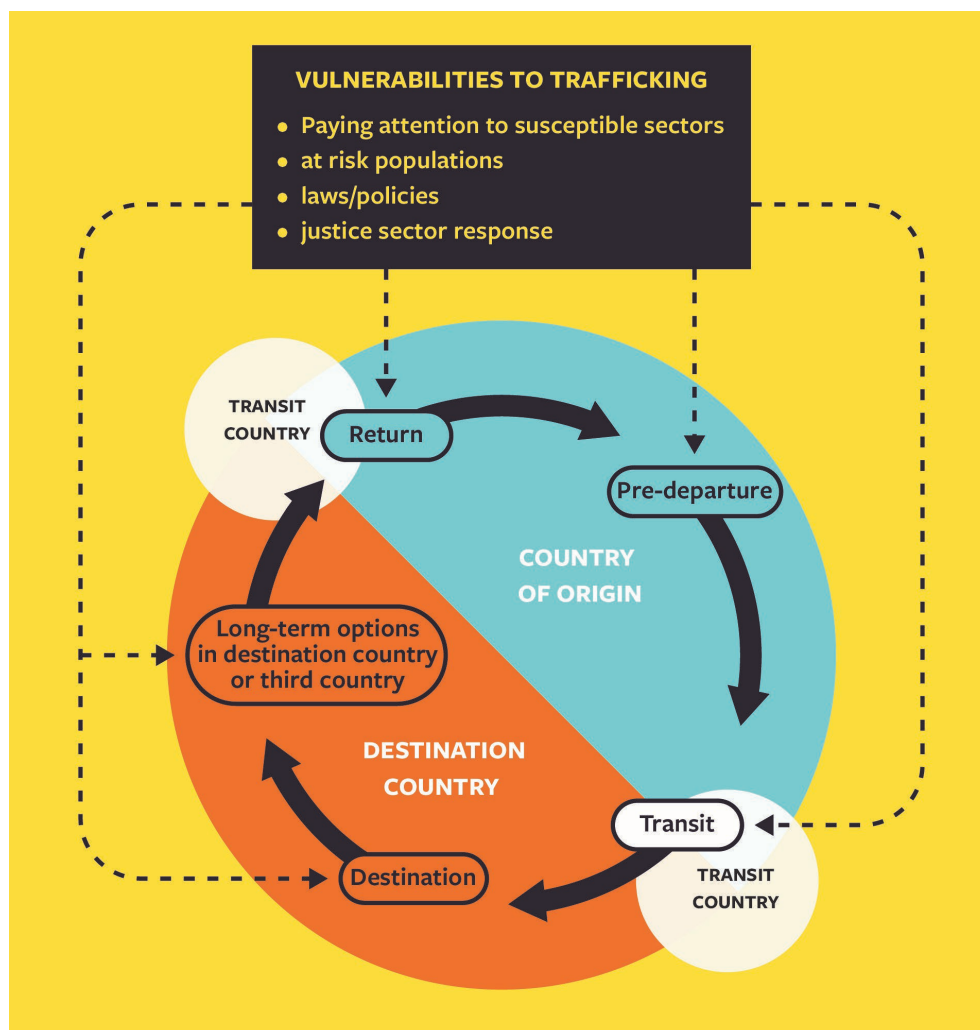 VULNERABILITIES TO TRAFFICKING
• Paying attention to susceptible sectors
• at risk populations
• laws/policies
• justice sector response
TRANSIT
COUNTRY
Return
Pre-departure
COUNTRY
OF ORIGIN
Long-term options
in destination country
or third country
DESTINATION
COUNTRY
Transit
Destination
TRANSIT
COUNTRY